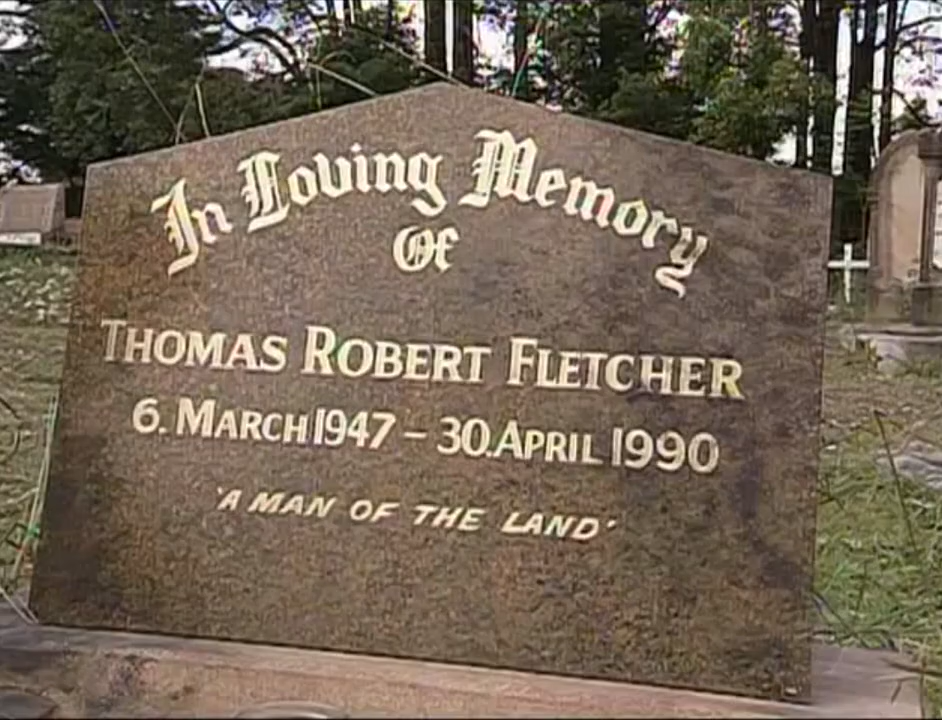 In Loving Memory
Of
THOMAS ROBERT FLETCHER
6. MARCH 1947 – 30. APRIL 1990
'A MAN OF THE LAND'